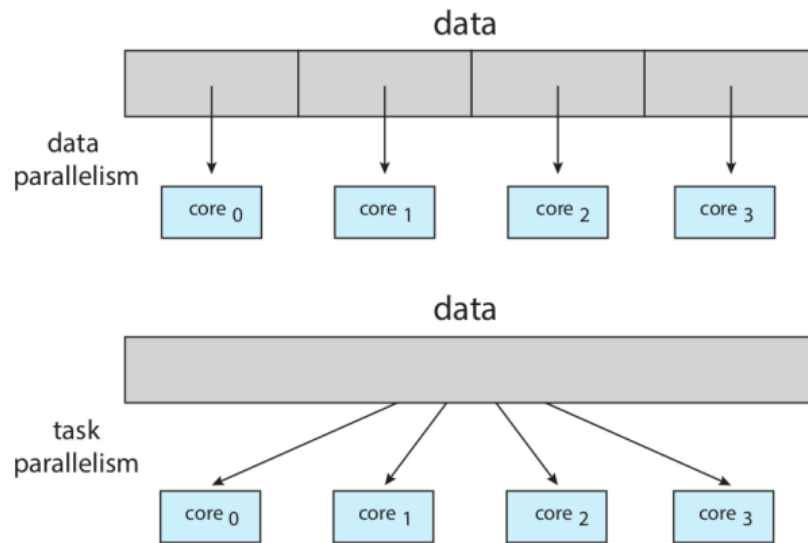 data
data
parallelism
core 0
core 1
core 2
core 3
data
task
parallelism
core 0
core 1
core 2
core 3